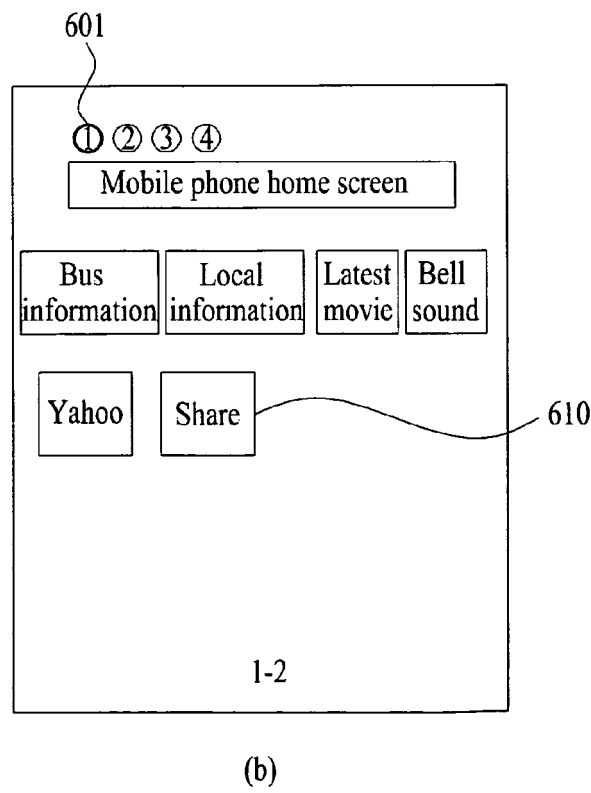 601
① ② ③ ④
Mobile phone home screen
Bus information
Local information
Latest movie
Bell sound
Yahoo
Share
610
1-2
(b)